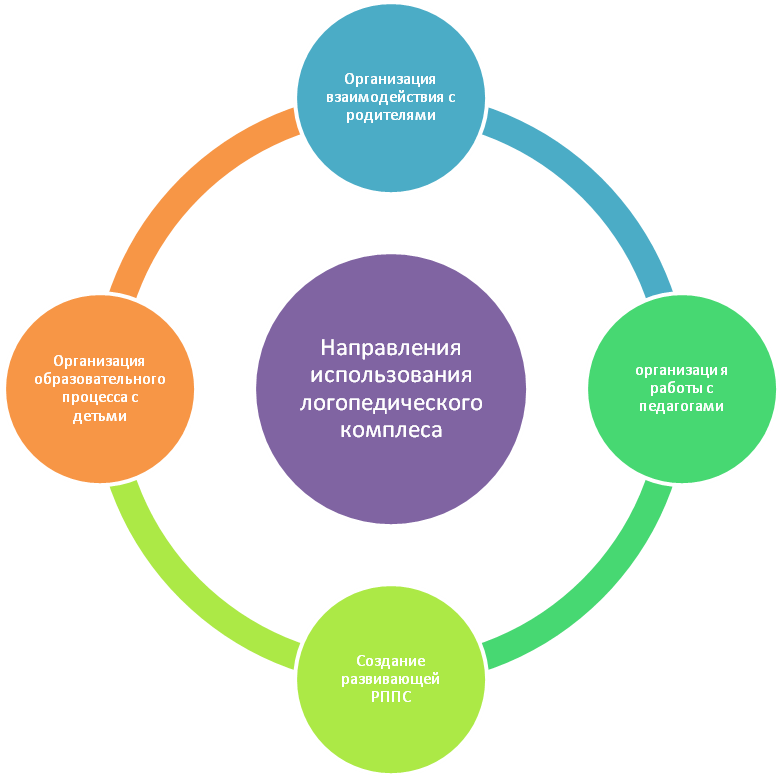 Организация
взаимодействия с
родителями
Организация
образовательного
процесса с
детьми
Направления
использования
логопедического
комплеса
организация
работы с
педагогами
Создание
развивающей
РППС